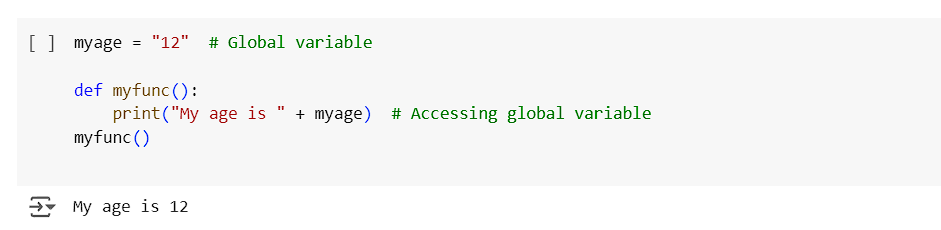 [ ] myage = "12"  # Global variable
def myfunc():
    print("My age is " + myage)  # Accessing global variable
myfunc()
My age is 12